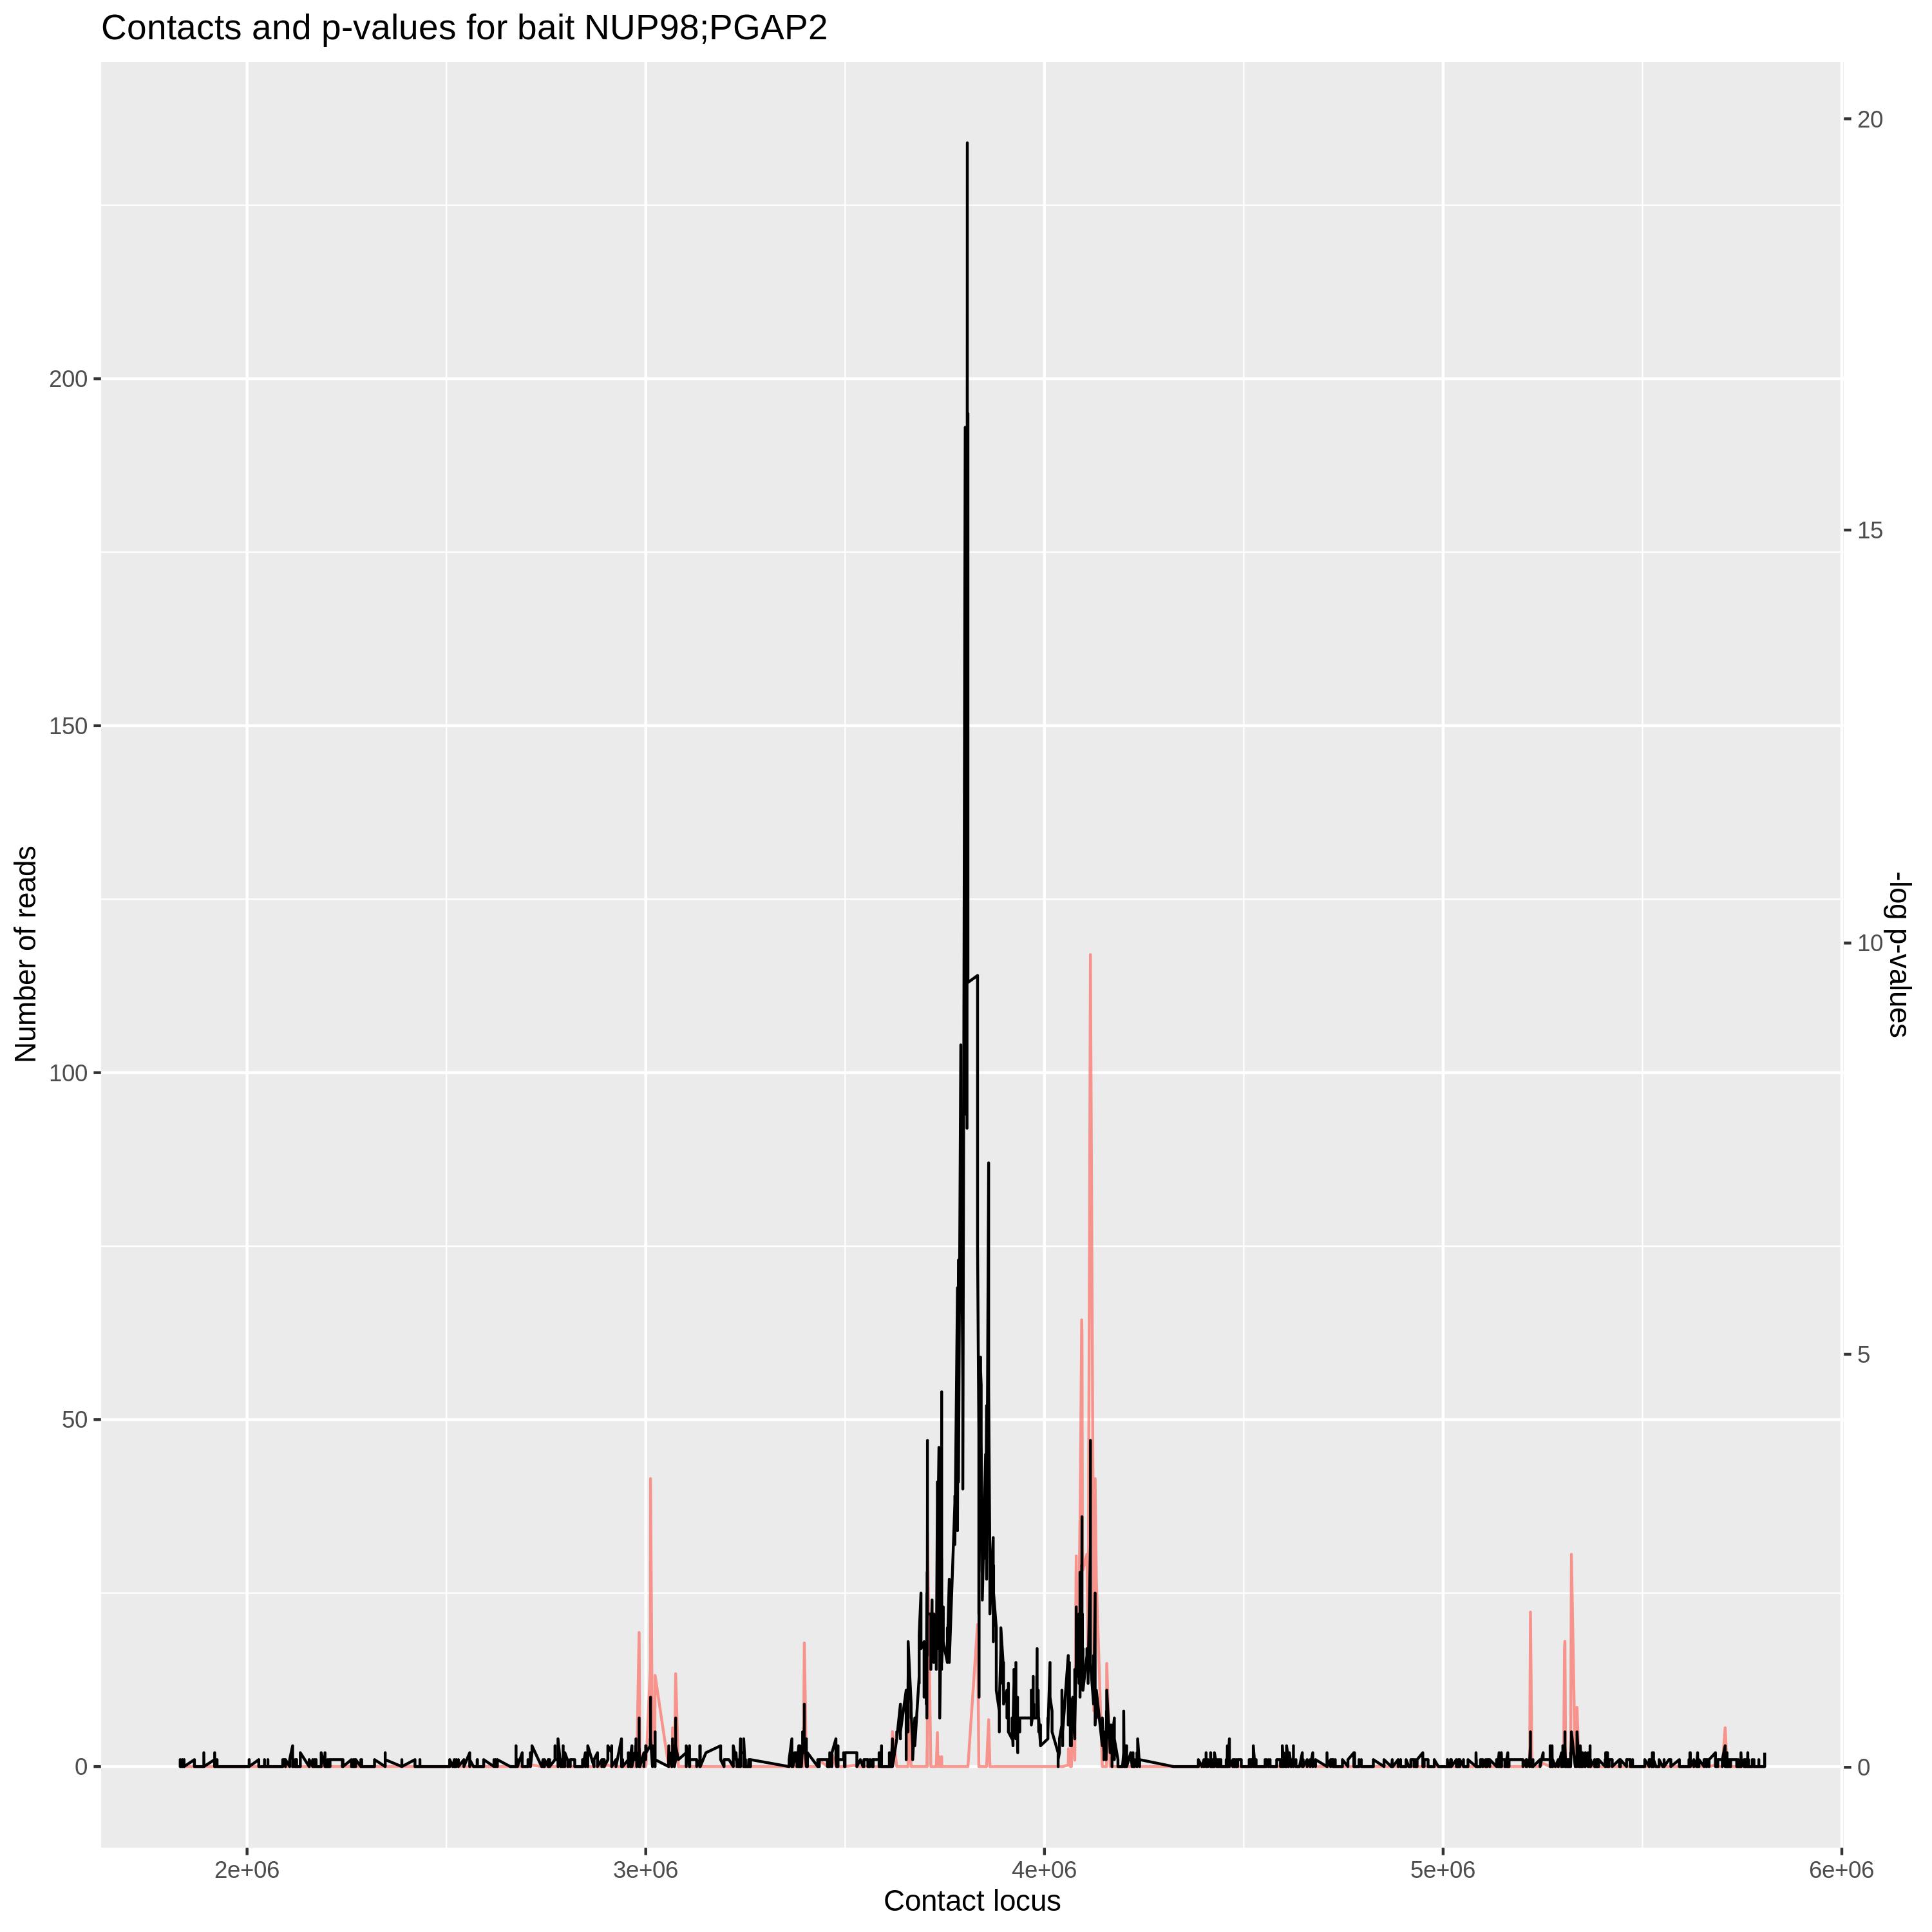 Contacts and p-values for bait NUP98;PGAP2
Number of reads
200
150
100
50
0
20
15
10
5
0
-log p-values
2e+06 3e+06 4e+06 5e+06 6e+06
Contact locus